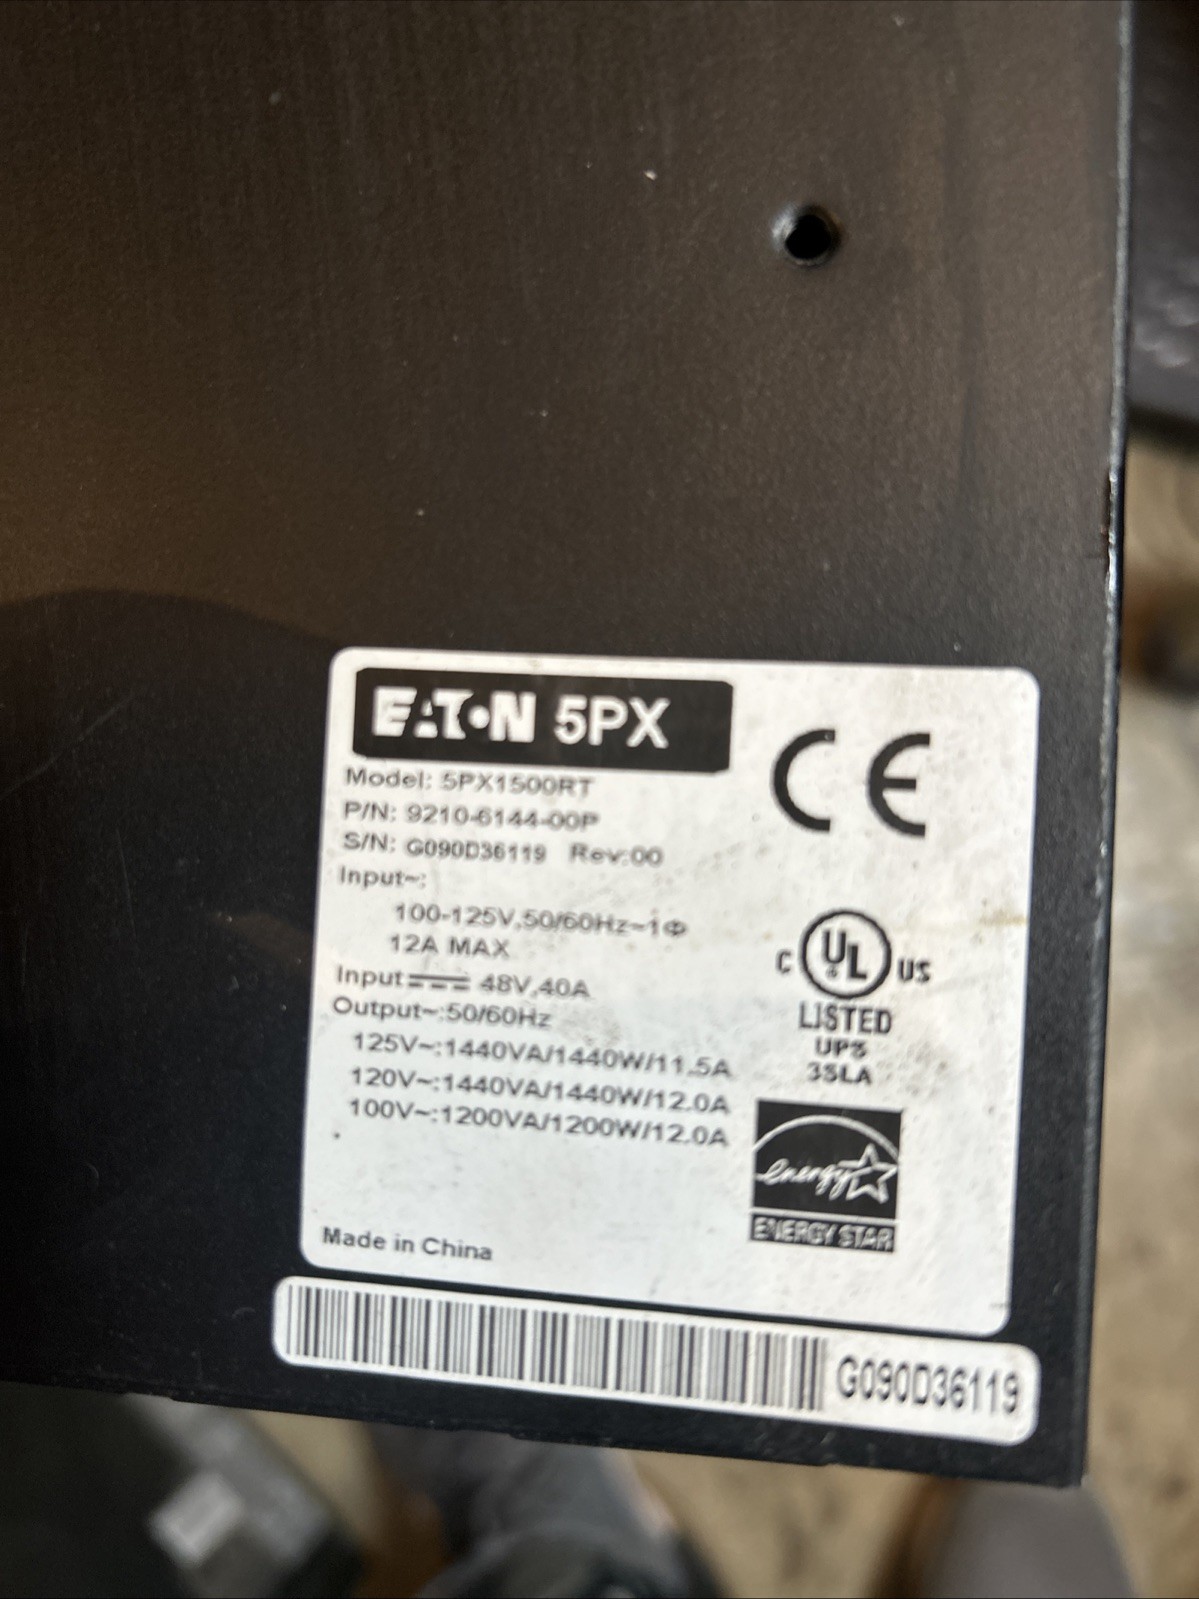 EATON 5PX
CE
Model: 5PX1500RT
P/N: 9210-6144-00P
S/N: G090D36119 Rev:00
Input~:
100-125V,50/60Hz~1Φ
12A MAX
Input⎓ 48V,40A
Output~:50/60Hz
125V~:1440VA/1440W/11.5A
120V~:1440VA/1440W/12.0A
100V~:1200VA/1200W/12.0A
Made in China
C UL US
®
LISTED
UPS
3SLA
energy
ENERGY STAR
G090D36119